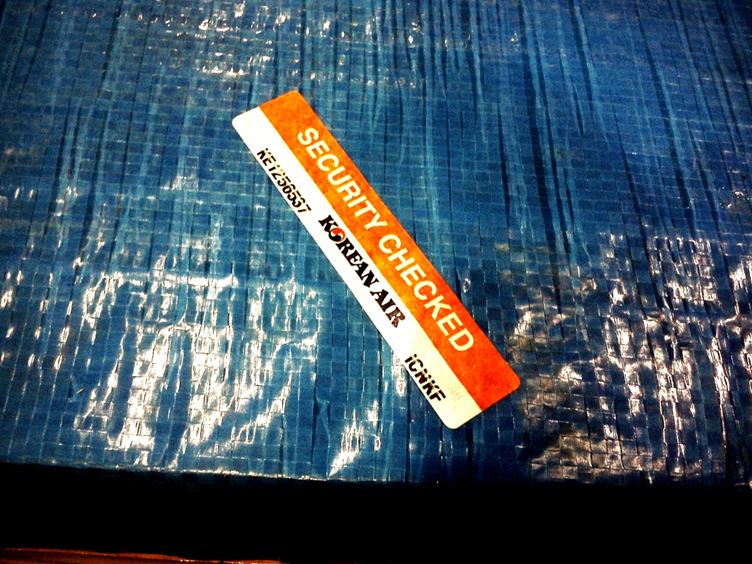 SECURITY CHECKED
KE1256537 KOREAN AIR ICNKF